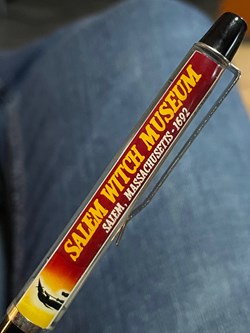 SALEM WITCH MUSEUM
SALEM, MASSACHUSETTS - 1692